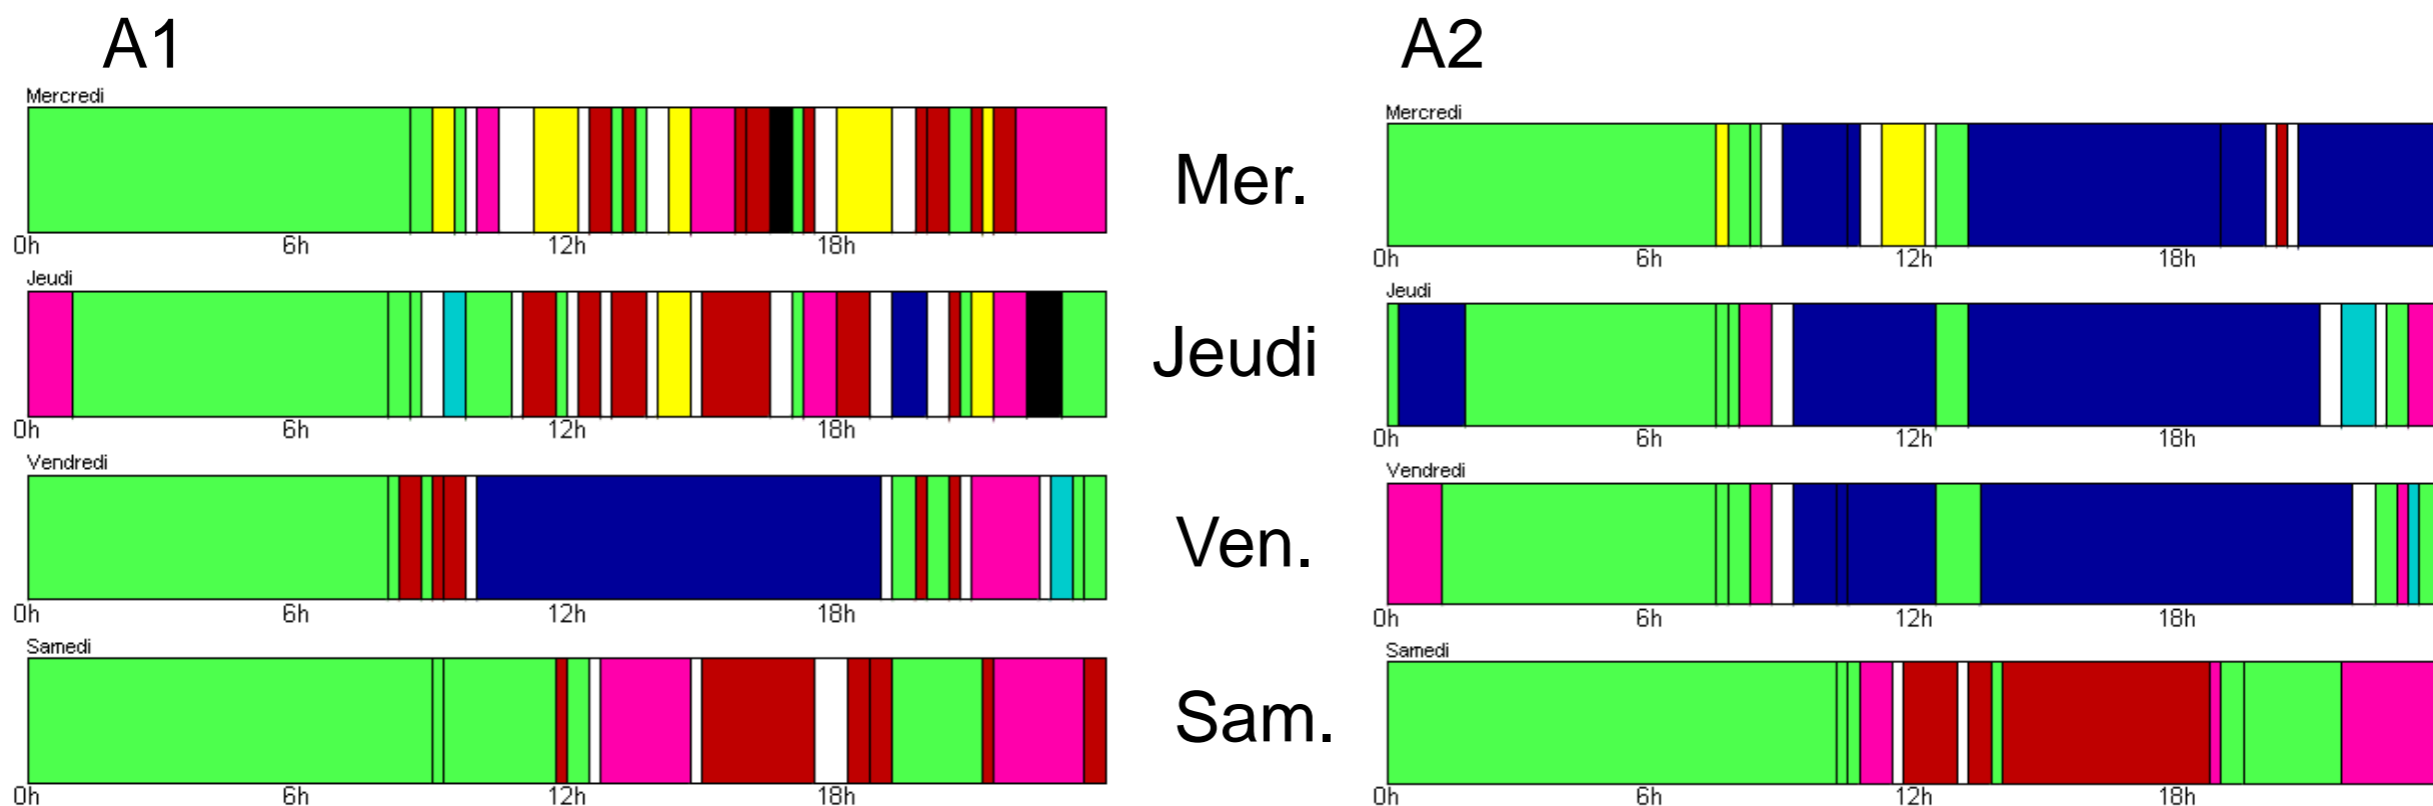 A1
A2
Mercredi
0h 6h 12h 18h
Mercredi
0h 6h 12h 18h
Mer.
Jeudi
0h 6h 12h 18h
Jeudi
0h 6h 12h 18h
Jeudi
Vendredi
0h 6h 12h 18h
Vendredi
0h 6h 12h 18h
Ven.
Samedi
0h 6h 12h 18h
Samedi
0h 6h 12h 18h
Sam.